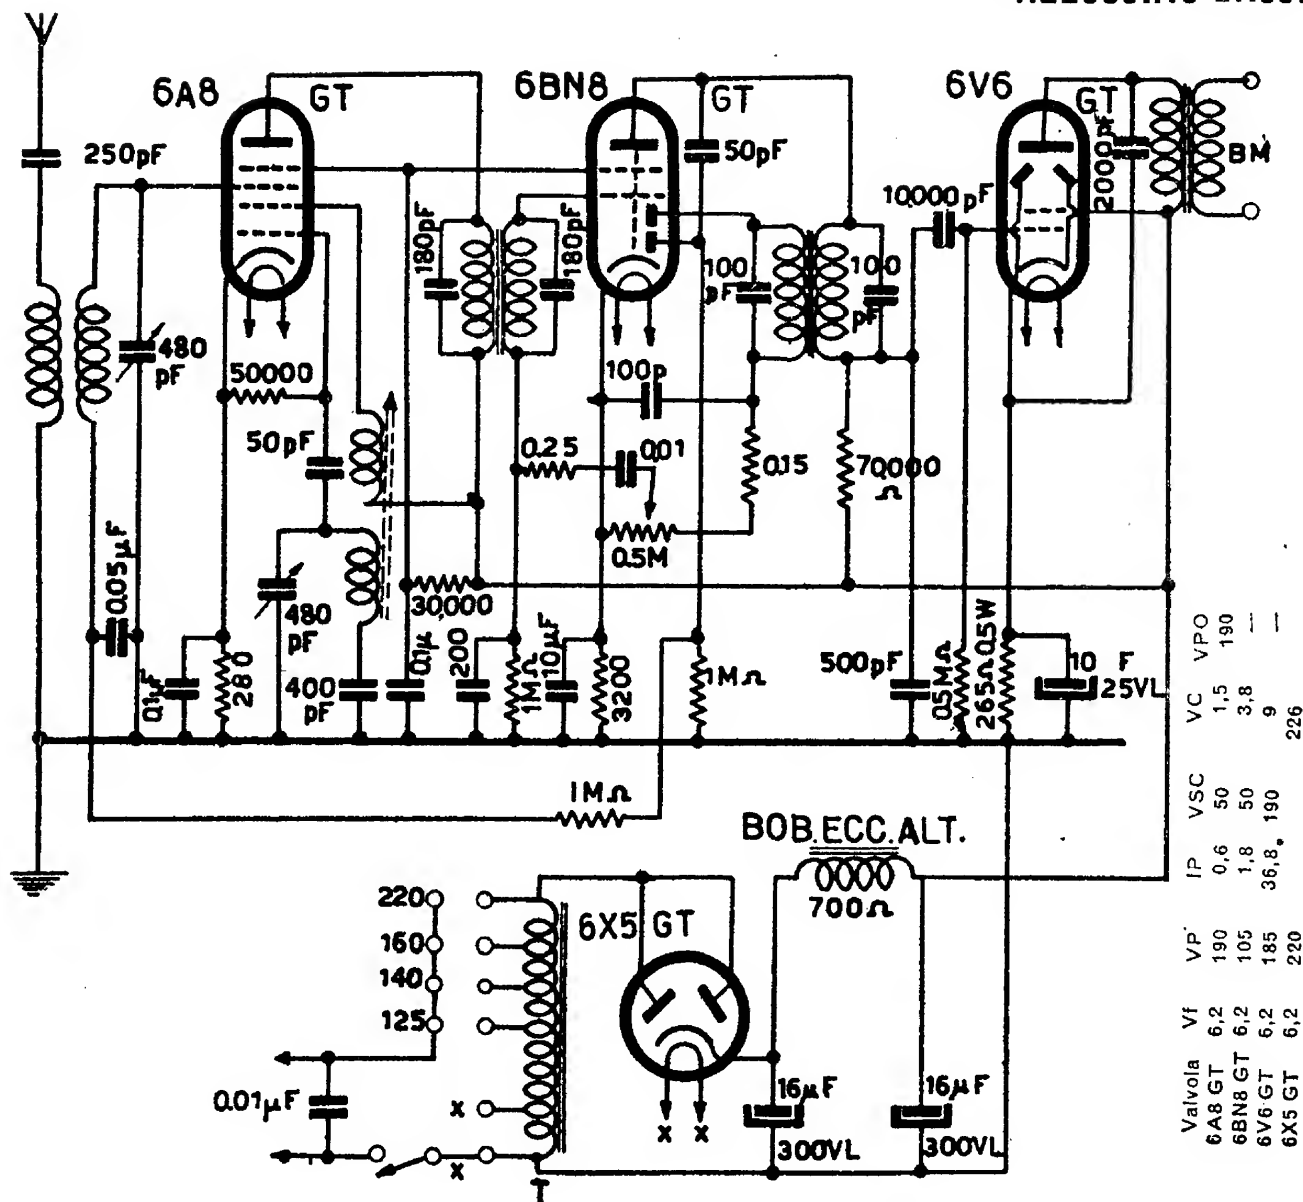 6A8 GT
6BN8 GT
6V6 GT
250pF
50pF
2000pF
BM
10,000pF
180pF
180pF
100 pF
100 pF
480 pF
50000
100p
50pF
0.25
0,01
0.15
70,000 Ω
0.5M
0.05µF
480 pF
30,000
0.1µF
280
400 pF
0.1µ
200
1MΩ
10µF
3200
1MΩ
500pF
0.5MΩ
265Ω 0.5W
10 F
25VL
1MΩ
BOB.ECC.ALT.
700Ω
220
160
140
125
6X5 GT
0.01µF
x
x
x x
16µF
300VL
16µF
300VL
T
Valvola Vf VP IP VSC VC VPO
6A8 GT 6,2 190 0,6 50 1,5 190
6BN8 GT 6,2 105 1,8 50 3,8 —
6V6 GT 6,2 185 36,8 190 9 —
6X5 GT 6,2 220 226